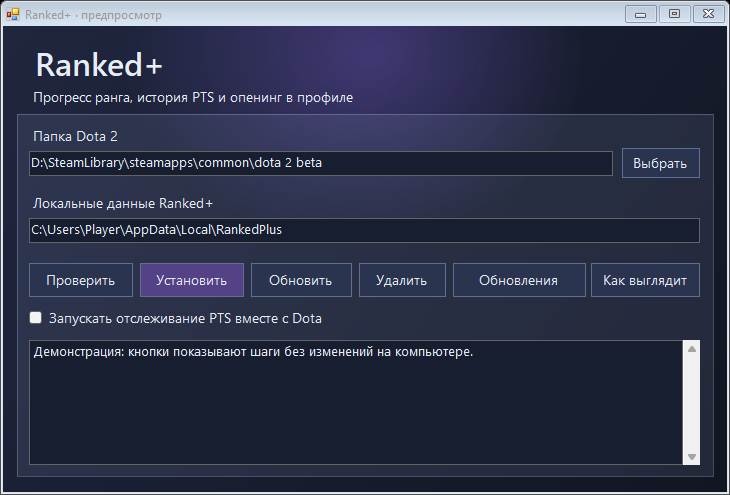 Ranked+ - предпросмотр
Ranked+
Прогресс ранга, история PTS и опенинг в профиле
Папка Dota 2
D:\SteamLibrary\steamapps\common\dota 2 beta
Выбрать
Локальные данные Ranked+
C:\Users\Player\AppData\Local\RankedPlus
Проверить Установить Обновить Удалить Обновления Как выглядит
Запускать отслеживание PTS вместе с Dota
Демонстрация: кнопки показывают шаги без изменений на компьютере.